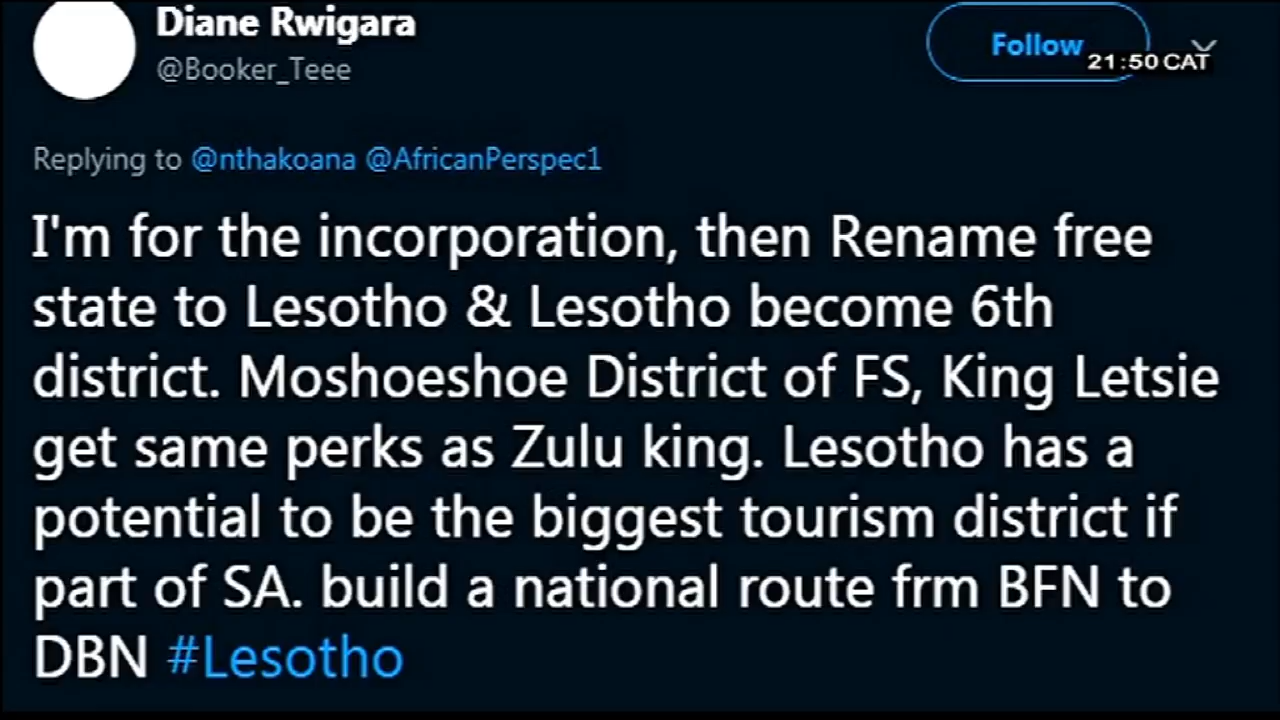 Diane Rwigara
@Booker_Teee
Follow
21:50 CAT
Replying to @nthakoana @AfricanPerspec1
I'm for the incorporation, then Rename free
state to Lesotho & Lesotho become 6th
district. Moshoeshoe District of FS, King Letsie
get same perks as Zulu king. Lesotho has a
potential to be the biggest tourism district if
part of SA. build a national route frm BFN to
DBN #Lesotho